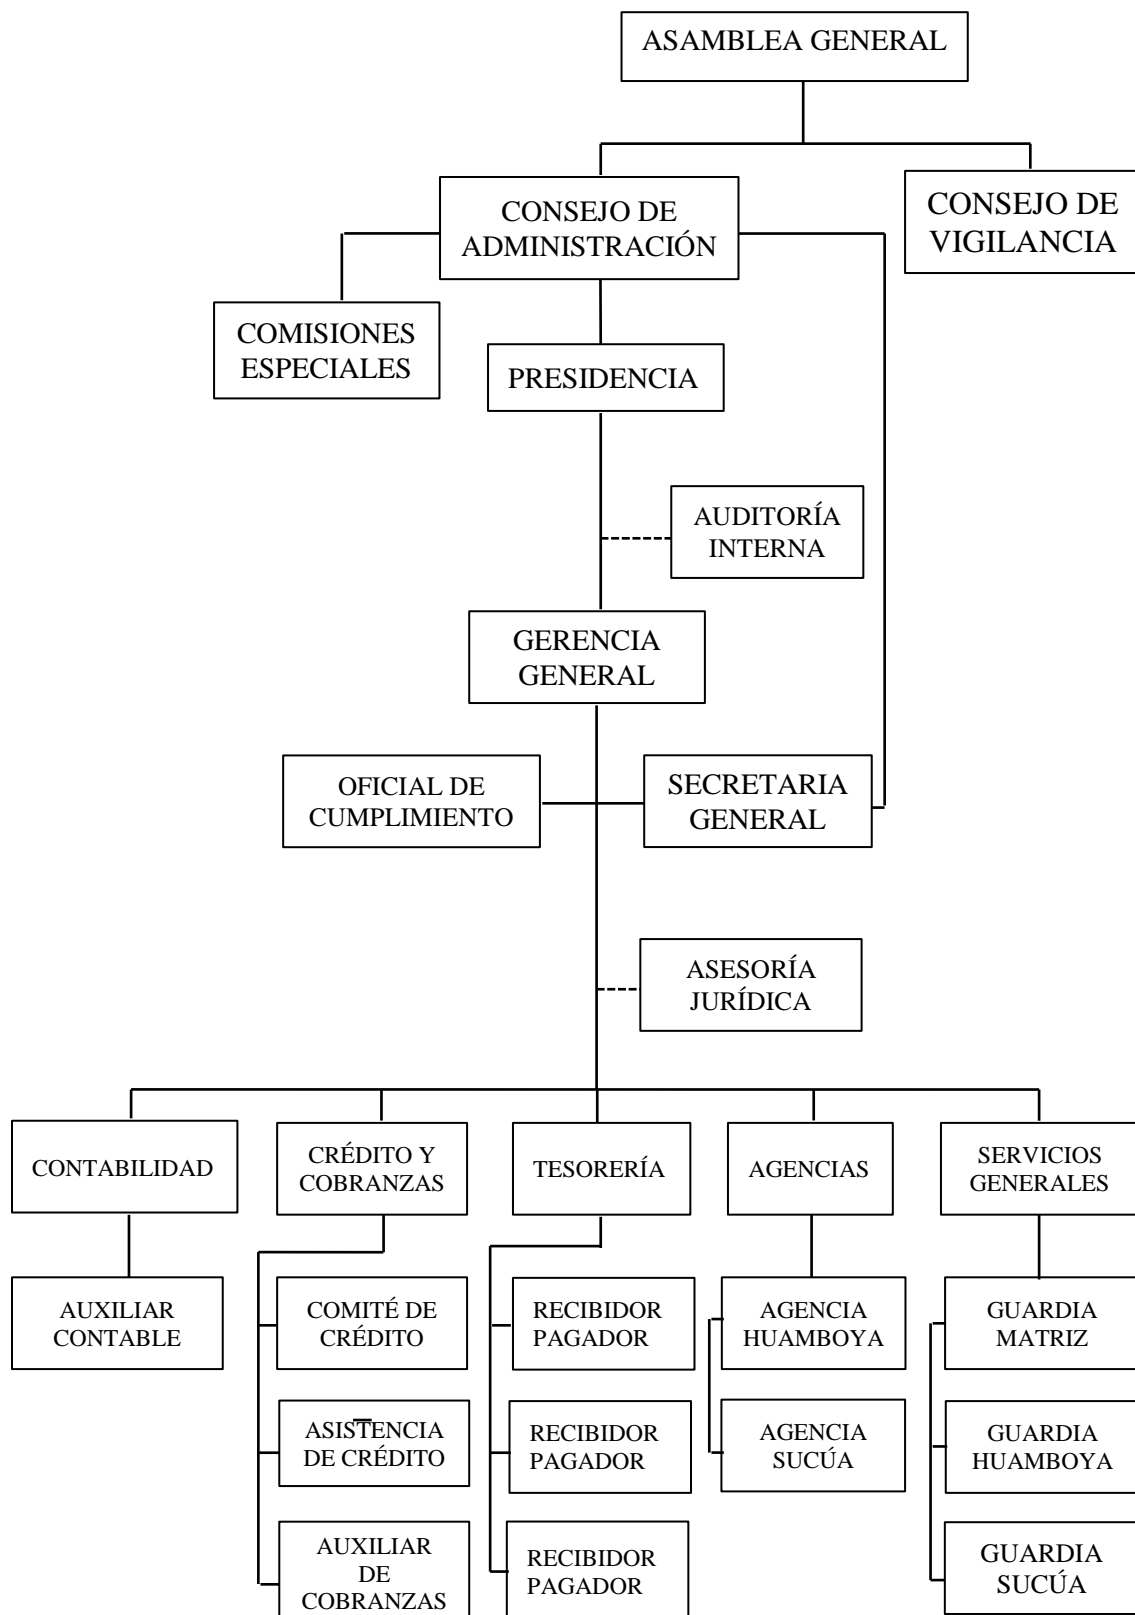 ASAMBLEA GENERAL
CONSEJO DE
ADMINISTRACIÓN
CONSEJO DE
VIGILANCIA
COMISIONES
ESPECIALES
PRESIDENCIA
AUDITORÍA
INTERNA
GERENCIA
GENERAL
OFICIAL DE
CUMPLIMIENTO
SECRETARIA
GENERAL
ASESORÍA
JURÍDICA
CONTABILIDAD
CRÉDITO Y
COBRANZAS
TESORERÍA
AGENCIAS
SERVICIOS
GENERALES
AUXILIAR
CONTABLE
COMITÉ DE
CRÉDITO
RECIBIDOR
PAGADOR
AGENCIA
HUAMBOYA
GUARDIA
MATRIZ
ASISTENCIA
DE CRÉDITO
RECIBIDOR
PAGADOR
AGENCIA
SUCÚA
GUARDIA
HUAMBOYA
AUXILIAR
DE
COBRANZAS
RECIBIDOR
PAGADOR
GUARDIA
SUCÚA